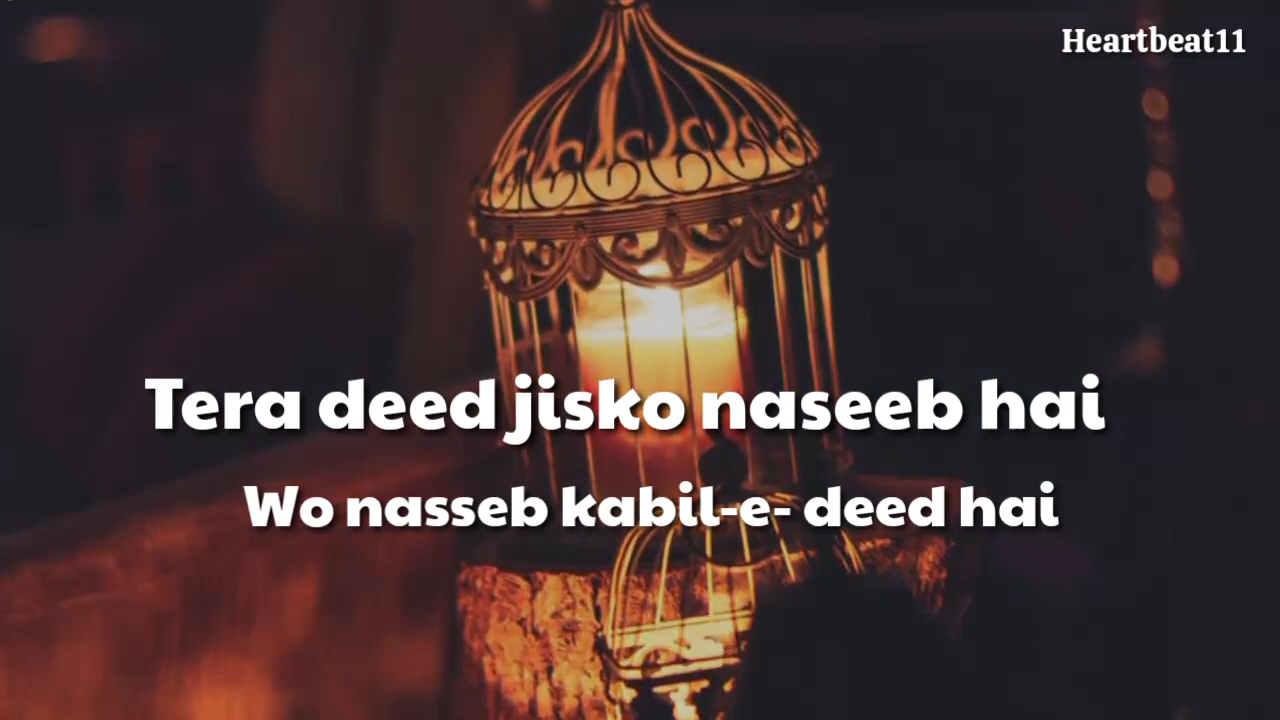 Heartbeat11
Tera deed jisko naseeb hai
Wo nasseb kabil-e- deed hai